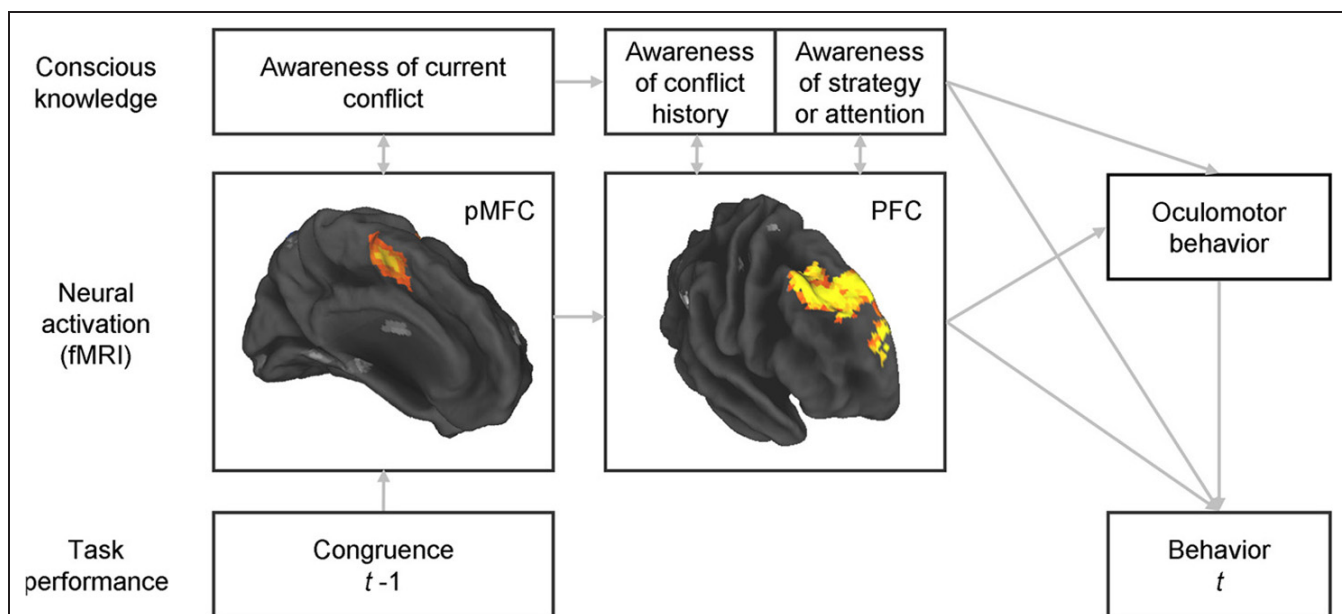 Conscious
knowledge
Awareness of current
conflict
Awareness
of conflict
history
Awareness
of strategy
or attention
Neural
activation
(fMRI)
pMFC
PFC
Oculomotor
behavior
Task
performance
Congruence
t -1
Behavior
t